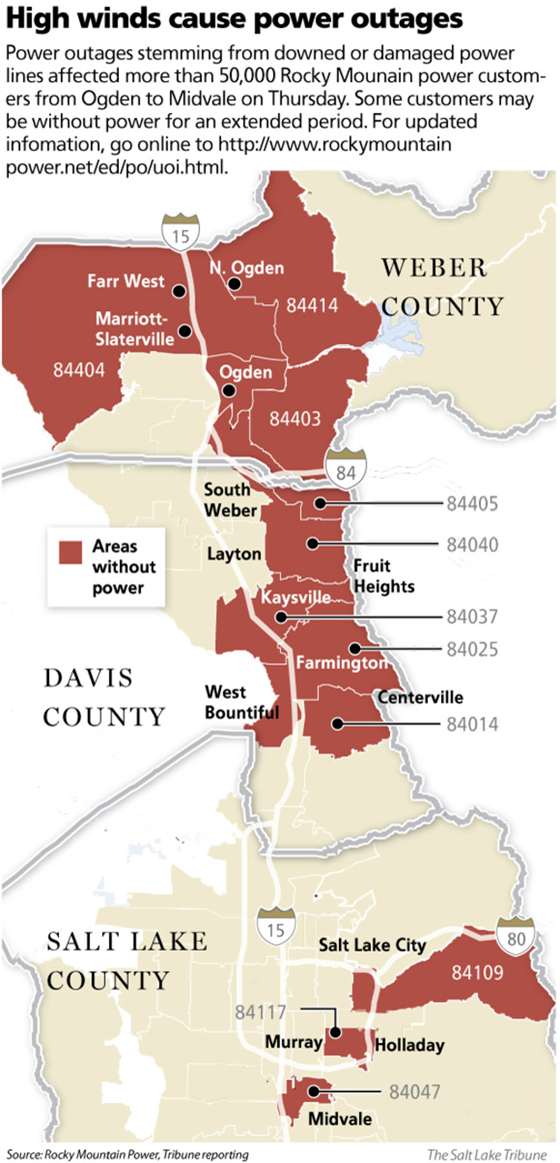 High winds cause power outages
Power outages stemming from downed or damaged power
lines affected more than 50,000 Rocky Mounain power custom-
ers from Ogden to Midvale on Thursday. Some customers may
be without power for an extended period. For updated
infomation, go online to http://www.rockymountain
power.net/ed/po/uoi.html.
15
N. Ogden
WEBER
COUNTY
Farr West
84414
Marriott-
Slaterville
84404
Ogden
84403
84
South
Weber
84405
84040
Areas
without
power
Layton
Fruit
Heights
Kaysville
84037
84025
Farmington
DAVIS
COUNTY
West
Bountiful
Centerville
84014
15
80
SALT LAKE
COUNTY
Salt Lake City
84109
84117
Murray
Holladay
84047
Midvale
Source: Rocky Mountain Power, Tribune reporting
The Salt Lake Tribune